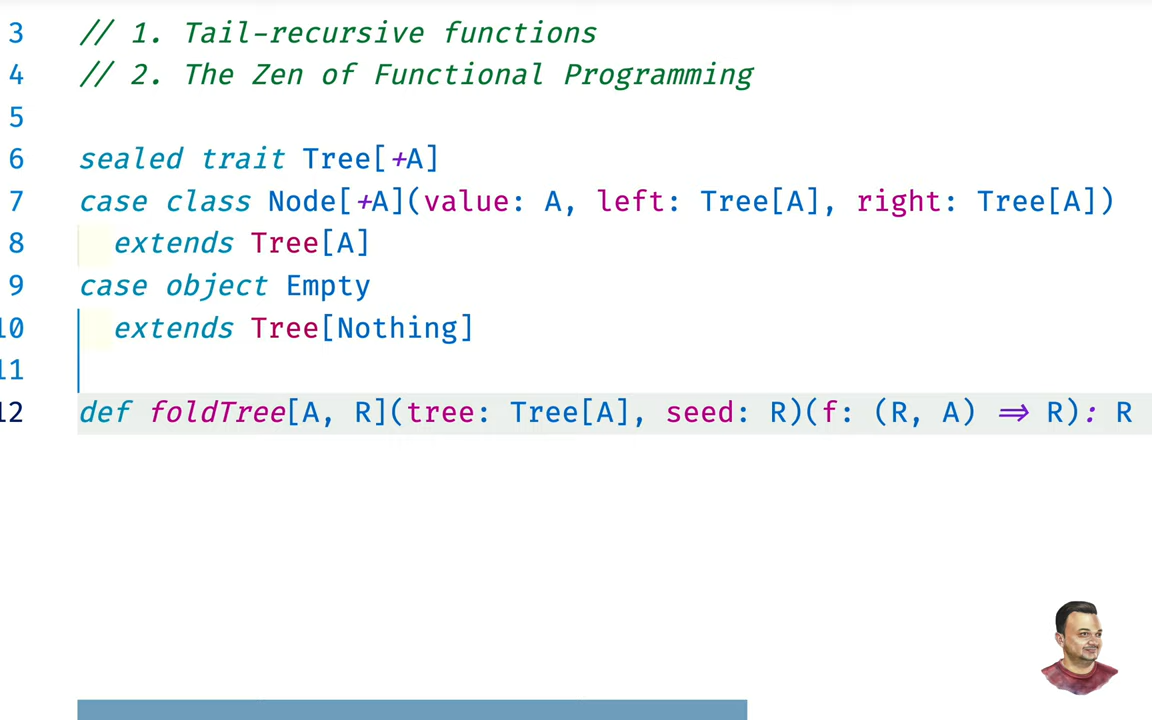 3 // 1. Tail-recursive functions
4 // 2. The Zen of Functional Programming
5
6 sealed trait Tree[+A]
7 case class Node[+A](value: A, left: Tree[A], right: Tree[A])
8 extends Tree[A]
9 case object Empty
10 extends Tree[Nothing]
11
12 def foldTree[A, R](tree: Tree[A], seed: R)(f: (R, A) ⇒ R): R